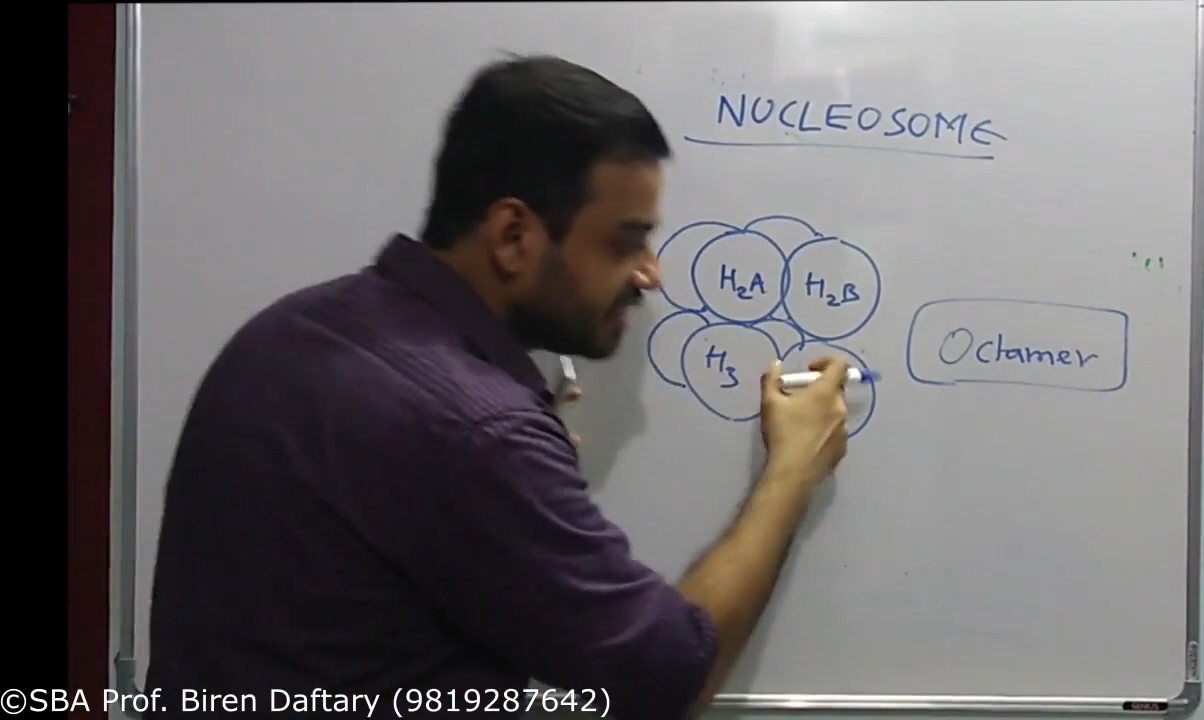 NUCLEOSOME
H2A H2B
Octamer
H3
©SBA Prof. Biren Daftary (9819287642)